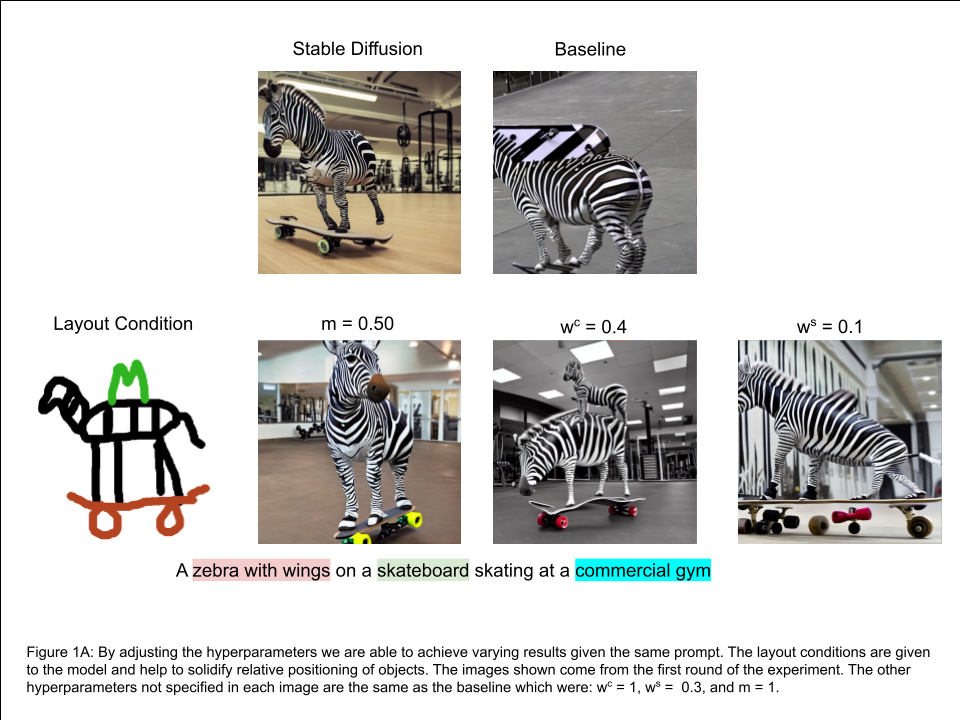 Stable Diffusion
Baseline
Layout Condition
m = 0.50
wᶜ = 0.4
wˢ = 0.1
A zebra with wings on a skateboard skating at a commercial gym
Figure 1A: By adjusting the hyperparameters we are able to achieve varying results given the same prompt. The layout conditions are given
to the model and help to solidify relative positioning of objects. The images shown come from the first round of the experiment. The other
hyperparameters not specified in each image are the same as the baseline which were: wᶜ = 1, wˢ = 0.3, and m = 1.